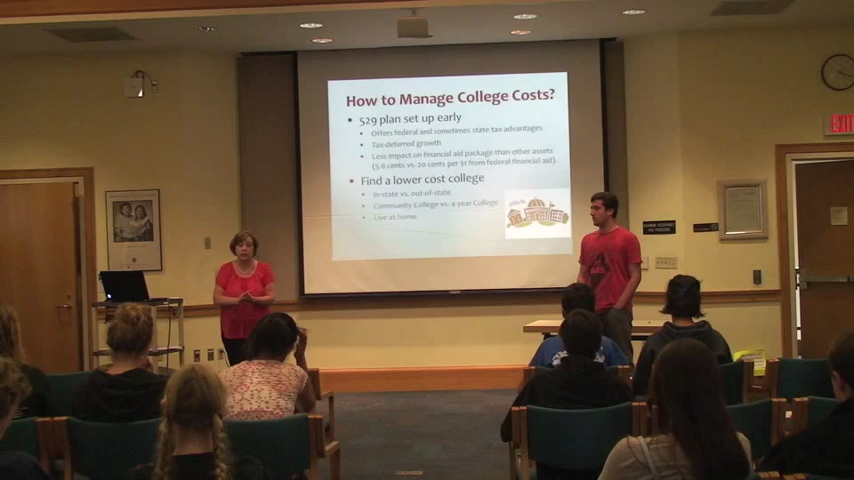 How to Manage College Costs?
• 529 plan set up early
• Offers federal and sometimes state tax advantages
• Tax-deferred growth
• Less impact on financial aid package than other assets
(5.6 cents vs. 20 cents per $1 from federal financial aid).
• Find a lower cost college
• In-state vs. out-of-state
• Community College vs. 4 year College
• Live at home
EXIT